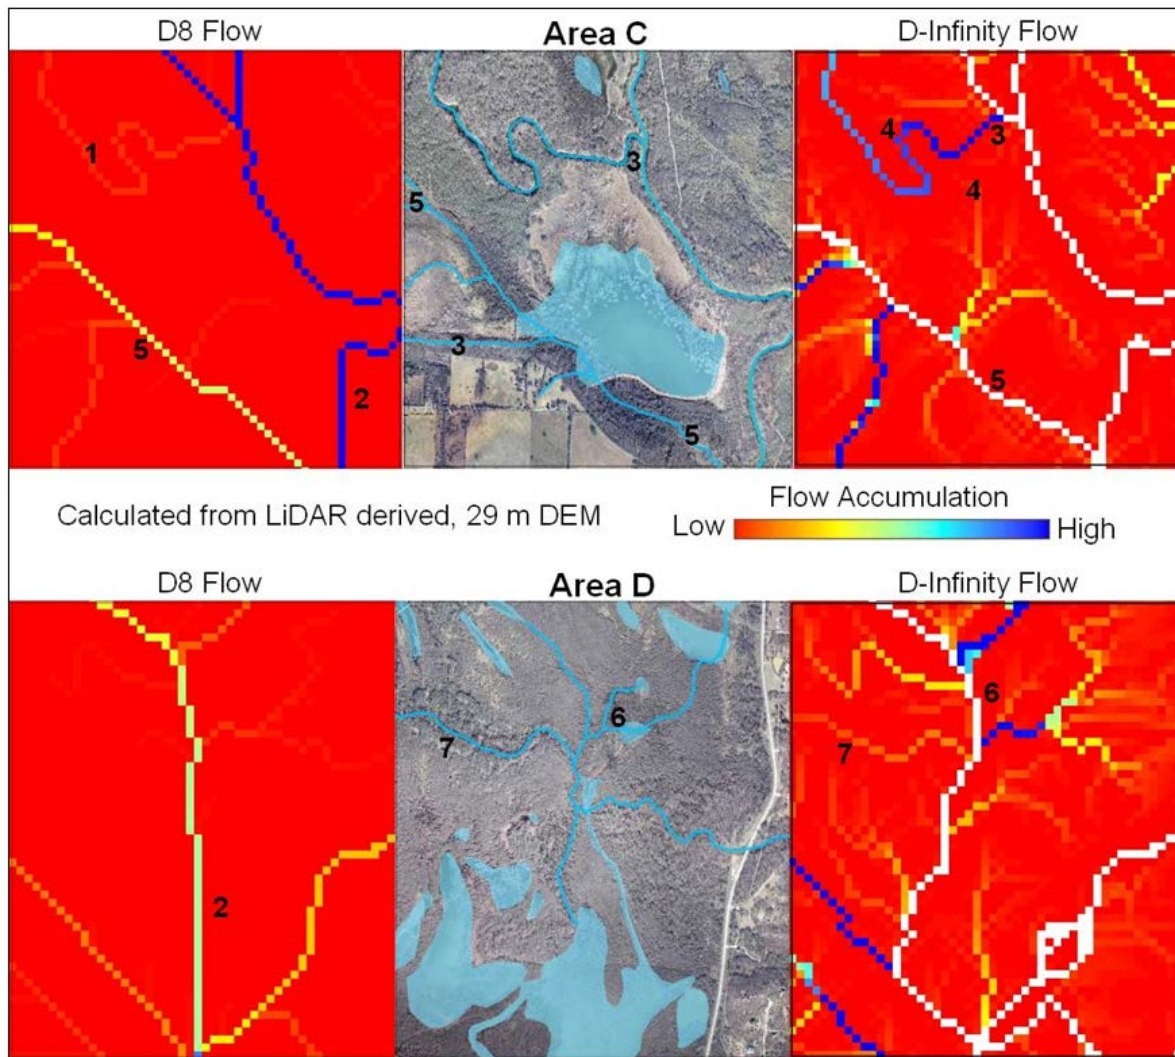 D8 Flow
Area C
D-Infinity Flow
1
5
2
3
5
3
5
4
3
4
5
Calculated from LiDAR derived, 29 m DEM
Flow Accumulation
Low
High
D8 Flow
Area D
D-Infinity Flow
2
6
7
6
7